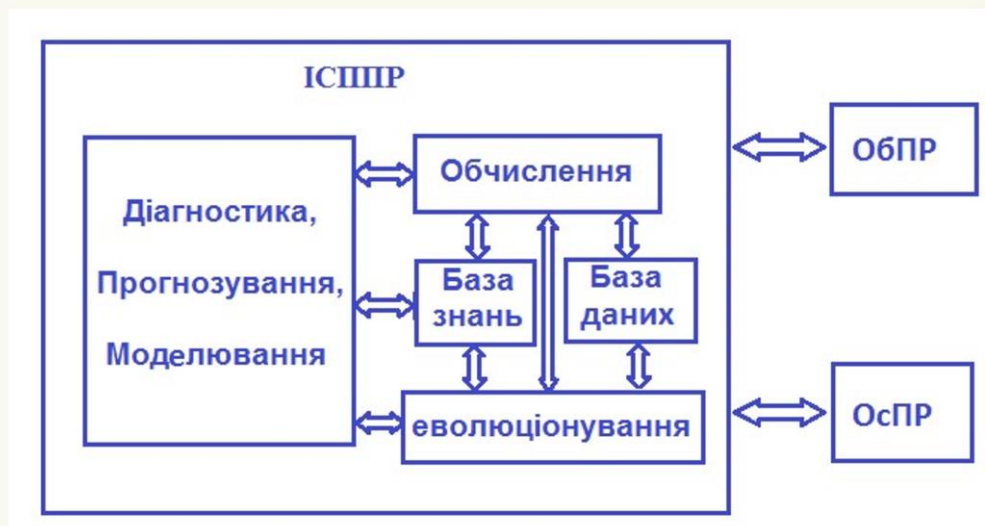 ІСППР
Діагностика,
Прогнозування,
Моделювання
Обчислення
База
знань
База
даних
еволюціонування
ОбПР
ОсПР